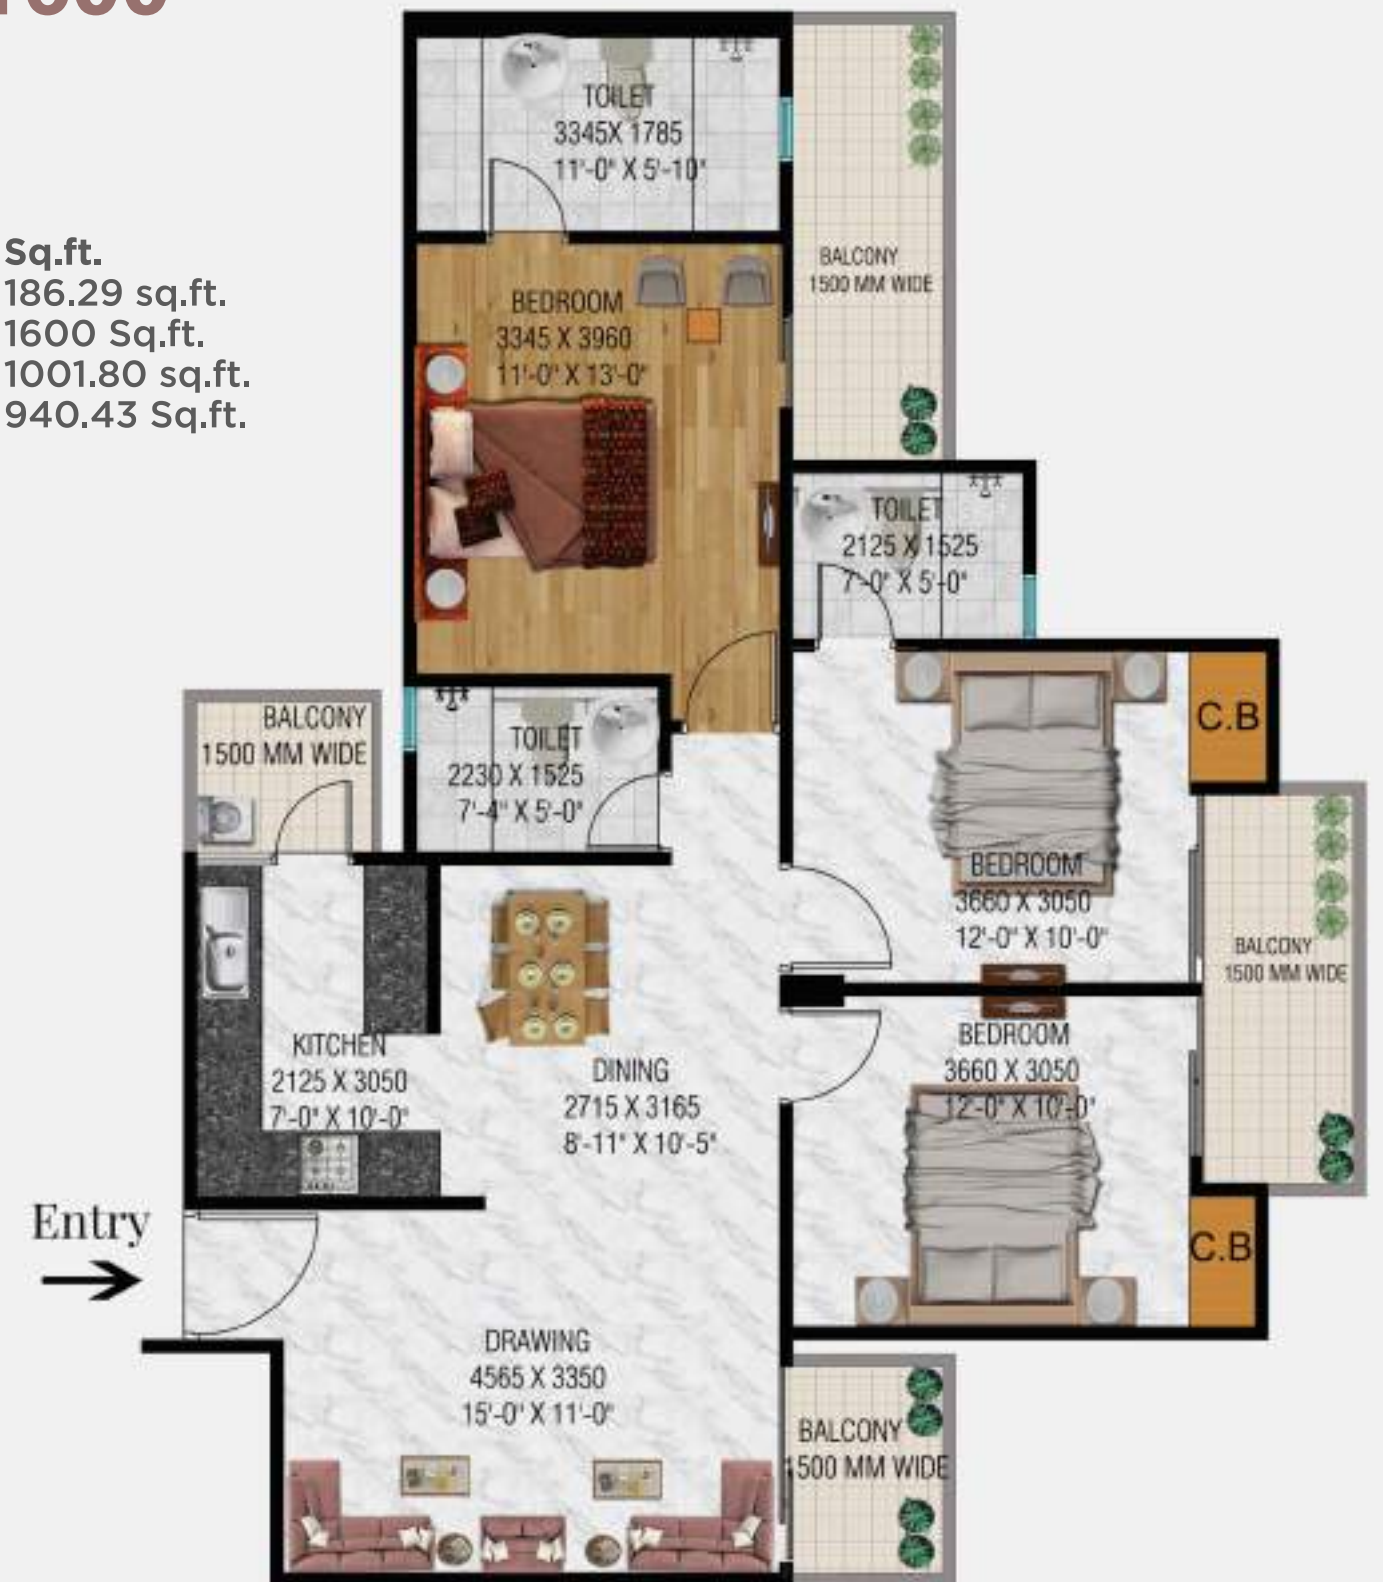 Sq.ft.
186.29 sq.ft.
1600 Sq.ft.
1001.80 sq.ft.
940.43 Sq.ft.
TOILET
3345X 1785
11'-0" X 5'-10"
BALCONY
1500 MM WIDE
BEDROOM
3345 X 3960
11'-0" X 13'-0"
TOILET
2125 X 1525
7'-0" X 5'-0"
BALCONY
1500 MM WIDE
TOILET
2230 X 1525
7'-4" X 5'-0"
C.B
BEDROOM
3660 X 3050
12'-0" X 10'-0"
BALCONY
1500 MM WIDE
KITCHEN
2125 X 3050
7'-0" X 10'-0"
DINING
2715 X 3165
8'-11" X 10'-5"
BEDROOM
3660 X 3050
12'-0" X 10'-0"
C.B
Entry
DRAWING
4565 X 3350
15'-0" X 11'-0"
BALCONY
1500 MM WIDE